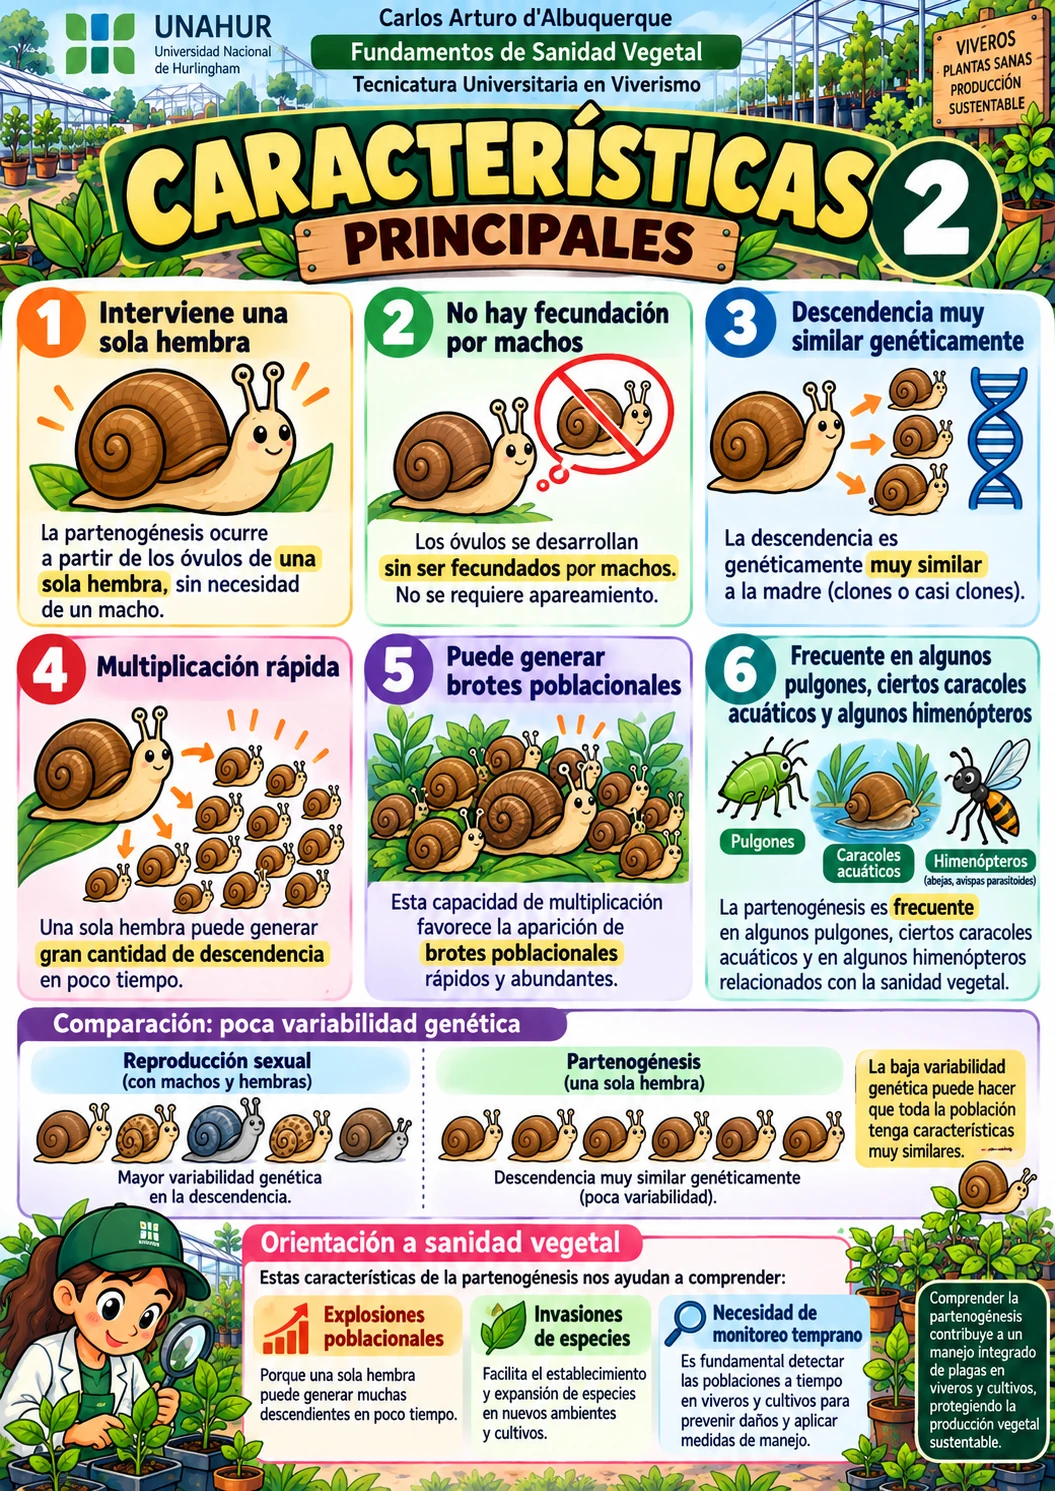 UNAHUR
Universidad Nacional
de Hurlingham
Carlos Arturo d'Albuquerque
Fundamentos de Sanidad Vegetal
Tecnicatura Universitaria en Viverismo
VIVEROS
PLANTAS SANAS
PRODUCCIÓN
SUSTENTABLE
CARACTERÍSTICAS
PRINCIPALES
2
1
Interviene una
sola hembra
La partenogénesis ocurre
a partir de los óvulos de una
sola hembra, sin necesidad
de un macho.
2
No hay fecundación
por machos
Los óvulos se desarrollan
sin ser fecundados por machos.
No se requiere apareamiento.
3
Descendencia muy
similar genéticamente
La descendencia es
genéticamente muy similar
a la madre (clones o casi clones).
4
Multiplicación rápida
Una sola hembra puede generar
gran cantidad de descendencia
en poco tiempo.
5
Puede generar
brotes poblacionales
Esta capacidad de multiplicación
favorece la aparición de
brotes poblacionales
rápidos y abundantes.
6
Frecuente en algunos
pulgones, ciertos caracoles
acuáticos y algunos himenópteros
Pulgones
Caracoles
acuáticos
Himenópteros
(abejas, avispas parasitoides)
La partenogénesis es frecuente
en algunos pulgones, ciertos caracoles
acuáticos y en algunos himenópteros
relacionados con la sanidad vegetal.
Comparación: poca variabilidad genética
Reproducción sexual
(con machos y hembras)
Mayor variabilidad genética
en la descendencia.
Partenogénesis
(una sola hembra)
Descendencia muy similar genéticamente
(poca variabilidad).
La baja variabilidad
genética puede hacer
que toda la población
tenga características
muy similares.
Orientación a sanidad vegetal
Estas características de la partenogénesis nos ayudan a comprender:
Explosiones
poblacionales
Porque una sola hembra
puede generar muchas
descendientes en poco tiempo.
Invasiones
de especies
Facilita el establecimiento
y expansión de especies
en nuevos ambientes
y cultivos.
Necesidad de
monitoreo temprano
Es fundamental detectar
las poblaciones a tiempo
en viveros y cultivos para
prevenir daños y aplicar
medidas de manejo.
Comprender la
partenogénesis
contribuye a un
manejo integrado
de plagas en
viveros y cultivos,
protegiendo la
producción vegetal
sustentable.